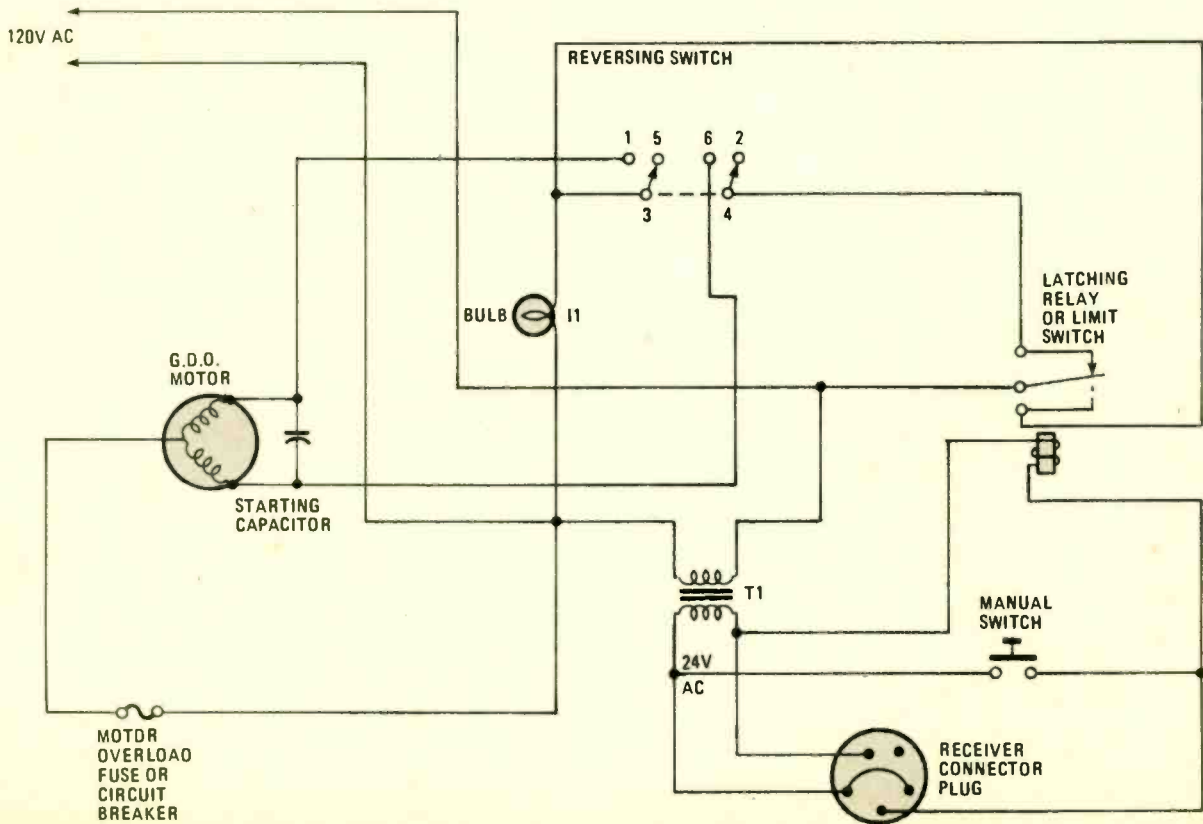 120V AC
REVERSING SWITCH
1 5 6 2
3 4
BULB I1
LATCHING
RELAY
OR LIMIT
SWITCH
G.D.O.
MOTOR
STARTING
CAPACITOR
T1
MANUAL
SWITCH
24V
AC
MOTOR
OVERLOAD
FUSE OR
CIRCUIT
BREAKER
RECEIVER
CONNECTOR
PLUG